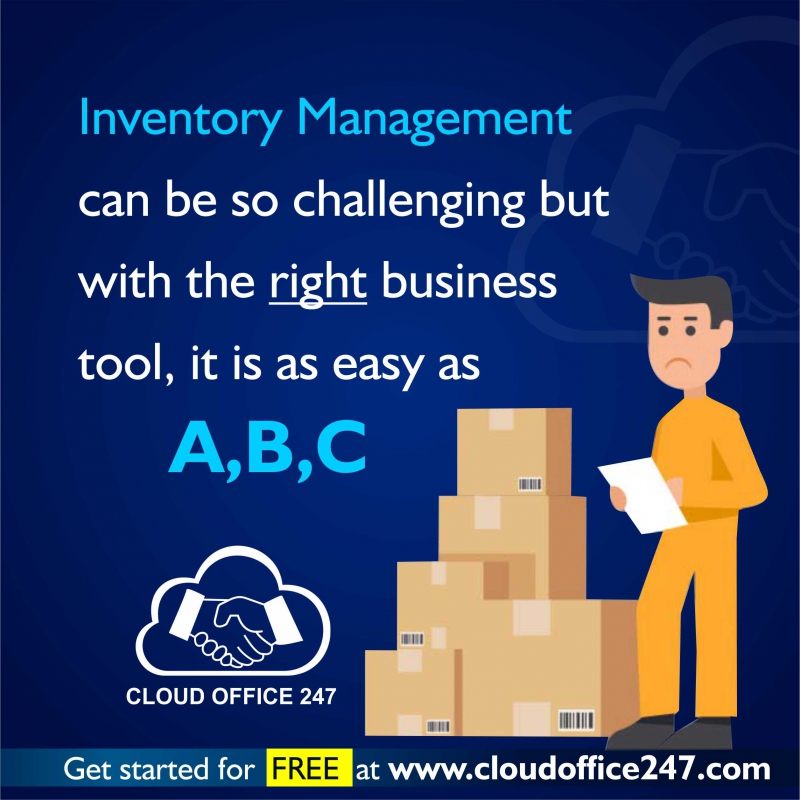 Inventory Management
can be so challenging but
with the right business
tool, it is as easy as
A,B,C
CLOUD OFFICE 247
Get started for FREE at www.cloudoffice247.com